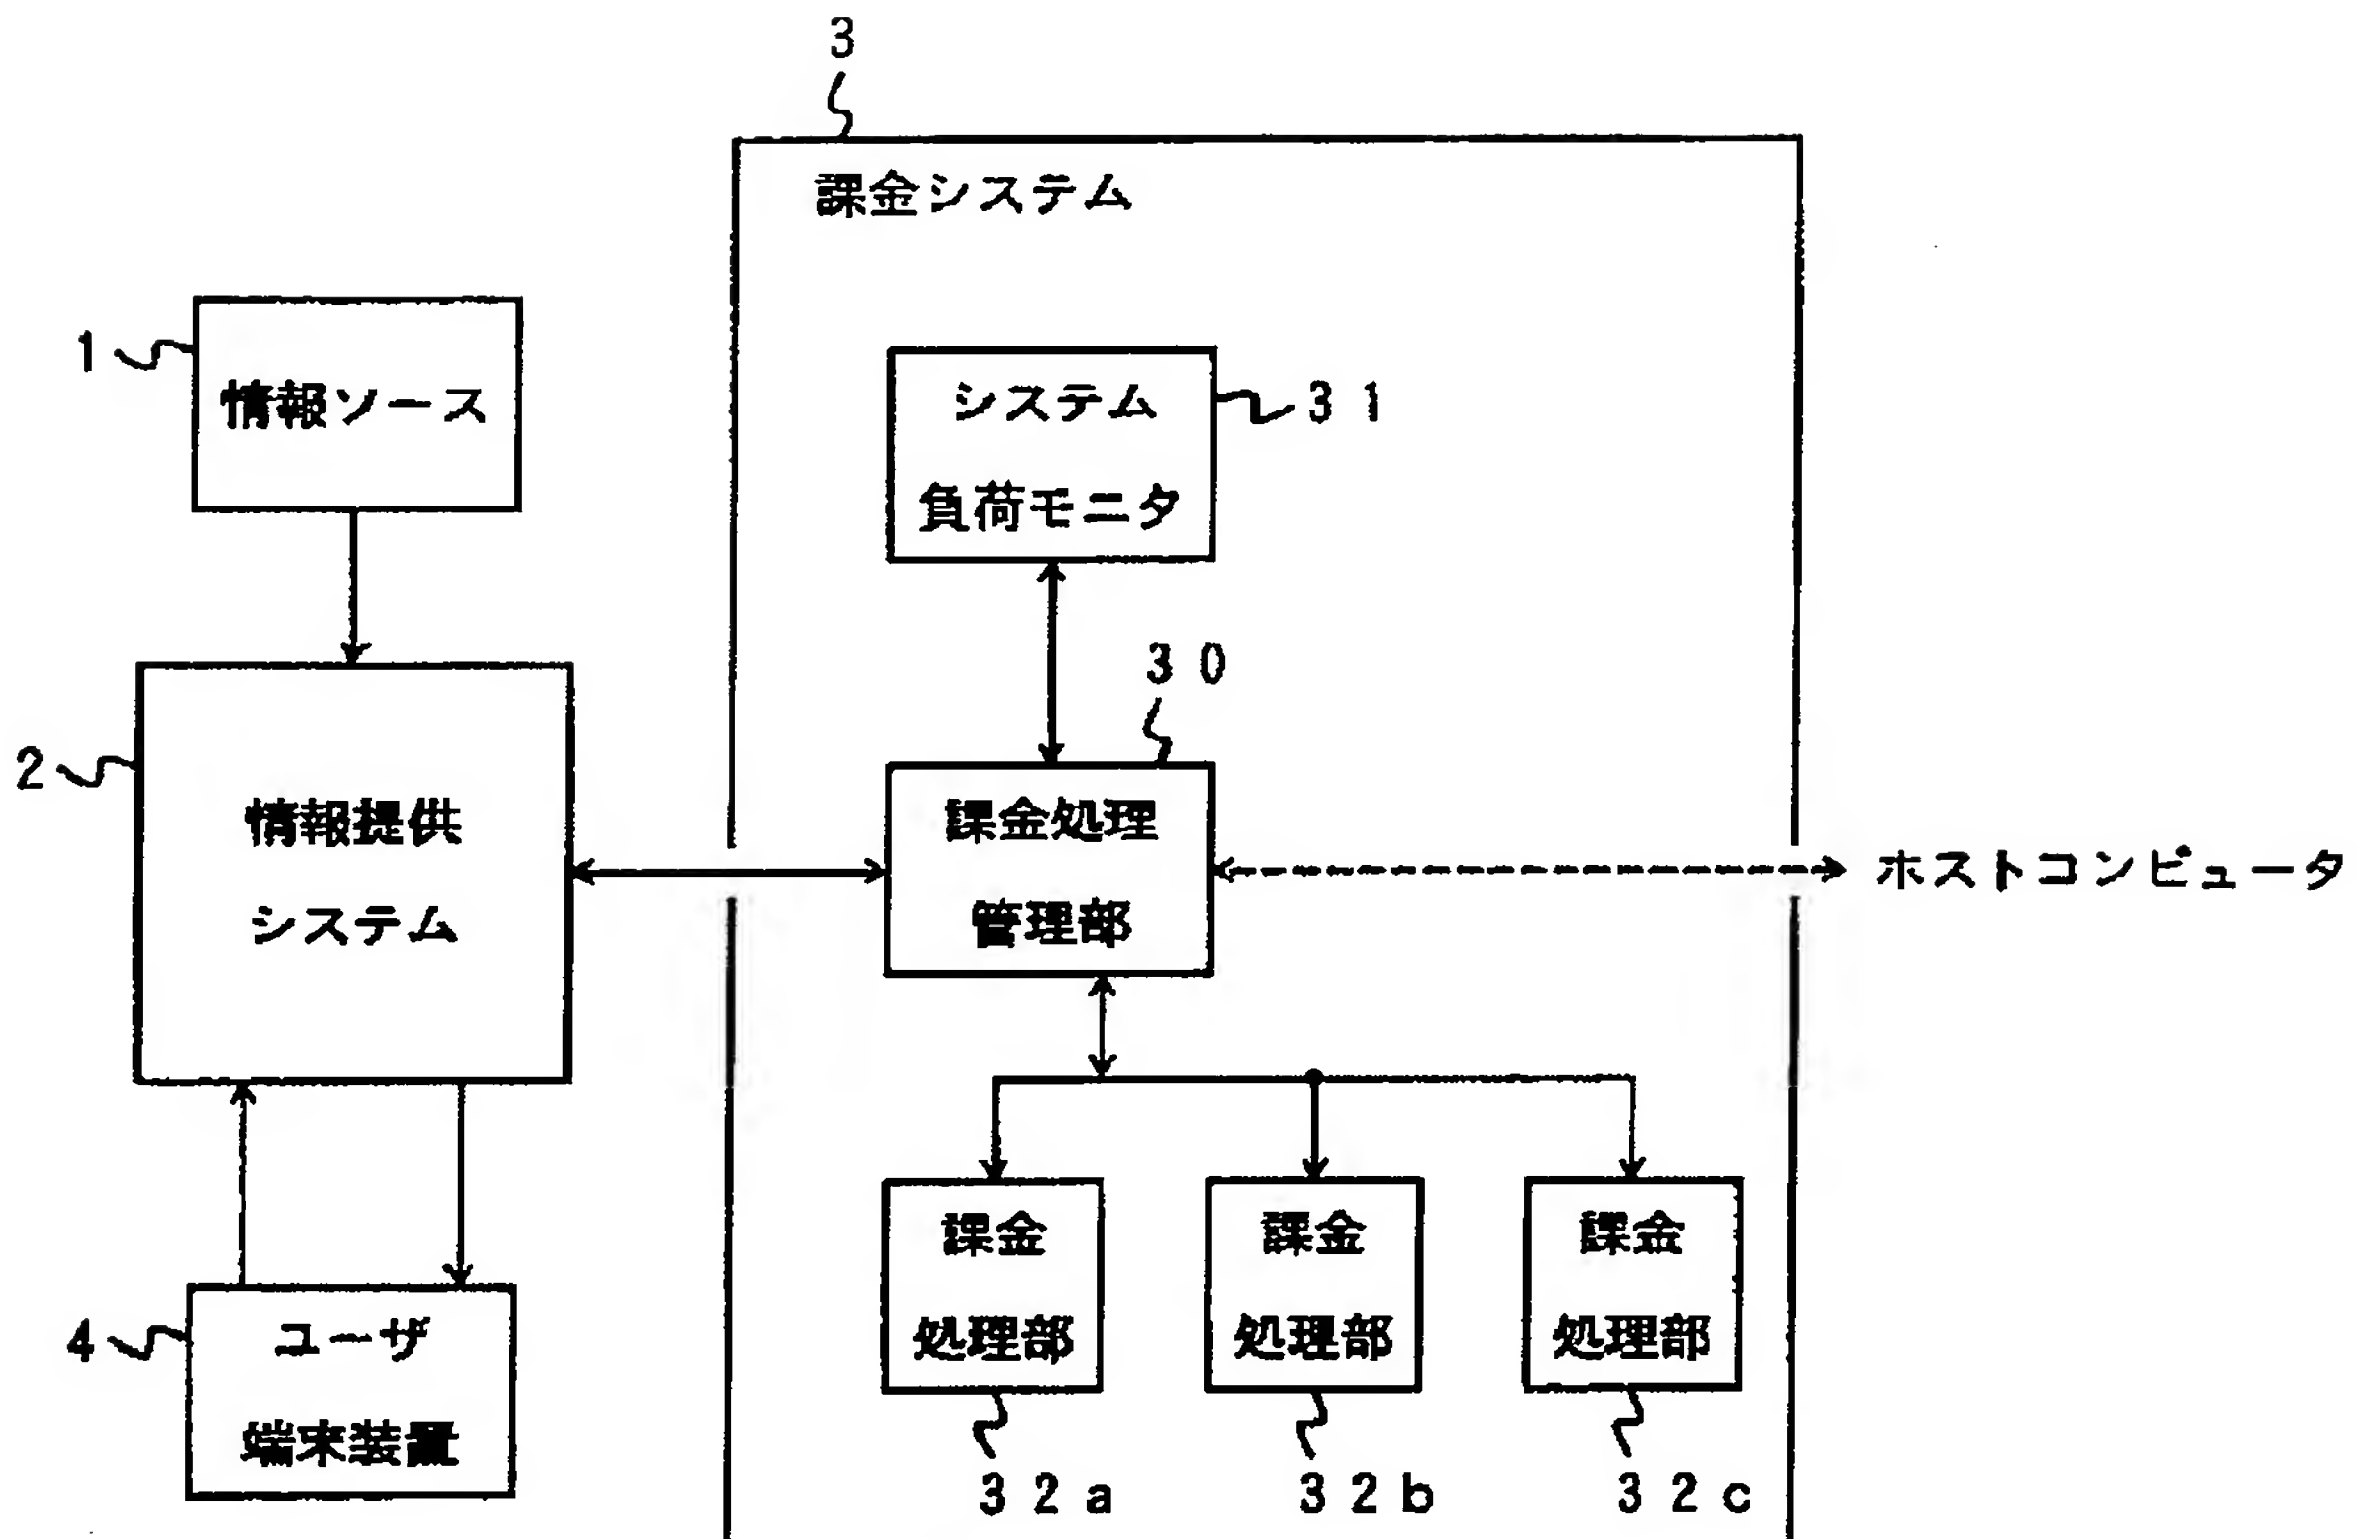 3
課金システム
1
情報ソース
システム
負荷モニタ
31
30
2
情報提供
システム
課金処理
管理部
ホストコンピュータ
4
ユーザ
端末装置
課金
処理部
課金
処理部
課金
処理部
32a
32b
32c